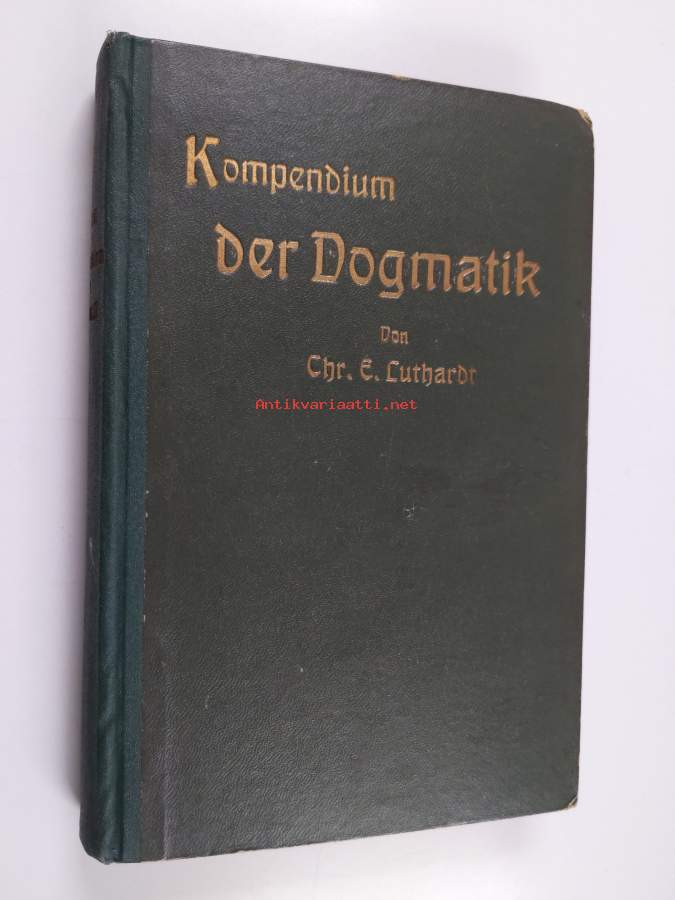 Kompendium
der Dogmatik
Von
Chr. E. Luthardt
Antikvariaatti.net